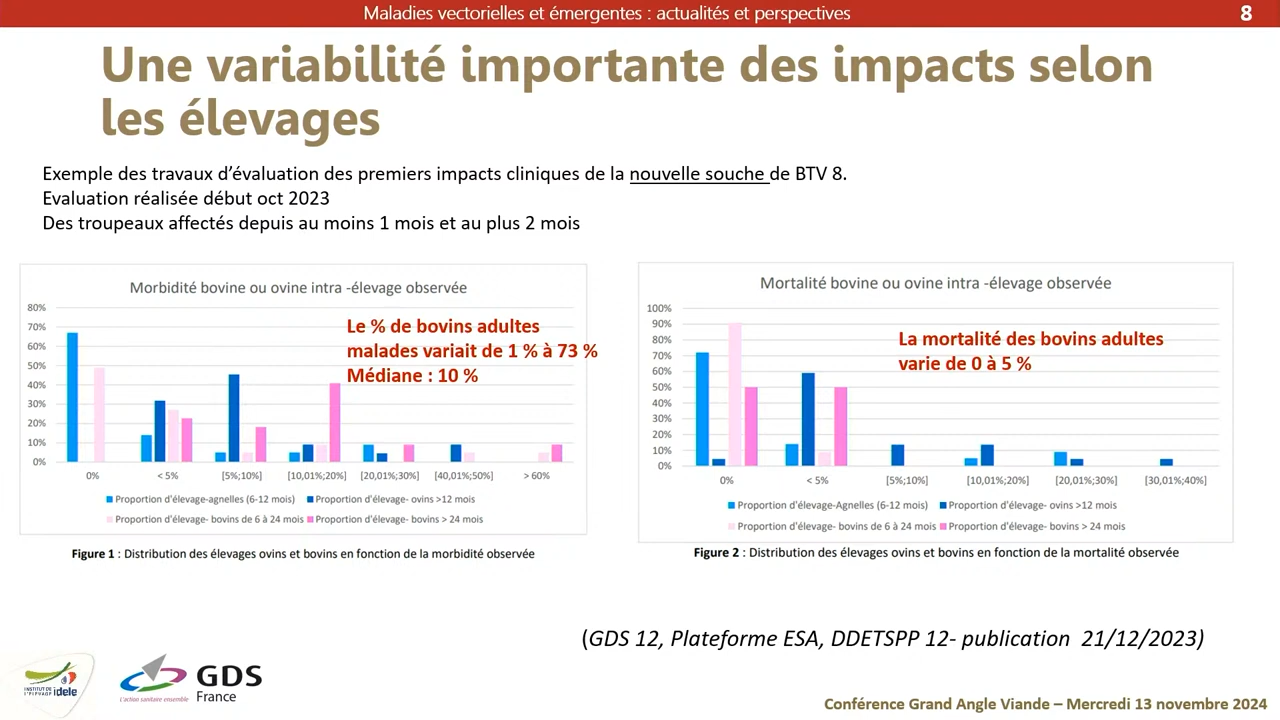 Maladies vectorielles et émergentes : actualités et perspectives
8
Une variabilité importante des impacts selon
les élevages
Exemple des travaux d'évaluation des premiers impacts cliniques de la nouvelle souche de BTV 8.
Evaluation réalisée début oct 2023
Des troupeaux affectés depuis au moins 1 mois et au plus 2 mois
Morbidité bovine ou ovine intra -élevage observée
80%
70%
60%
50%
40%
30%
20%
10%
0%
Le % de bovins adultes
malades variait de 1 % à 73 %
Médiane : 10 %
0%
< 5%
[5%;10%]
[10,01%;20%]
[20,01%;30%]
[40,01%;50%]
> 60%
Proportion d'élevage-agnelles (6-12 mois)
Proportion d'élevage- ovins >12 mois
Proportion d'élevage- bovins de 6 à 24 mois
Proportion d'élevage- bovins > 24 mois
Figure 1 : Distribution des élevages ovins et bovins en fonction de la morbidité observée
Mortalité bovine ou ovine intra -élevage observée
100%
90%
80%
70%
60%
50%
40%
30%
20%
10%
0%
La mortalité des bovins adultes
varie de 0 à 5 %
0%
< 5%
[5%;10%]
[10,01%;20%]
[20,01%;30%]
[30,01%;40%]
Proportion d'élevage-Agnelles (6-12 mois)
Proportion d'élevage- ovins >12 mois
Proportion d'élevage- bovins de 6 à 24 mois
Proportion d'élevage- bovins > 24 mois
Figure 2 : Distribution des élevages ovins et bovins en fonction de la mortalité observée
(GDS 12, Plateforme ESA, DDETSPP 12- publication 21/12/2023)
INSTITUT DE
L'ÉLEVAGE idele
L'action sanitaire ensemble
GDS
France
Conférence Grand Angle Viande – Mercredi 13 novembre 2024